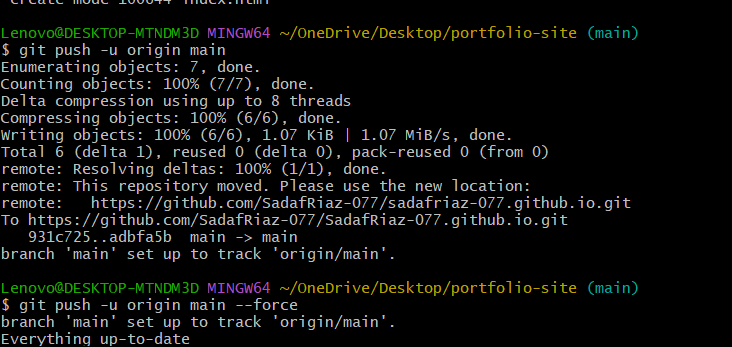 create mode 100644 index.html
Lenovo@DESKTOP-MTNDM3D MINGW64 ~/OneDrive/Desktop/portfolio-site (main)
$ git push -u origin main
Enumerating objects: 7, done.
Counting objects: 100% (7/7), done.
Delta compression using up to 8 threads
Compressing objects: 100% (6/6), done.
Writing objects: 100% (6/6), 1.07 KiB | 1.07 MiB/s, done.
Total 6 (delta 1), reused 0 (delta 0), pack-reused 0 (from 0)
remote: Resolving deltas: 100% (1/1), done.
remote: This repository moved. Please use the new location:
remote:   https://github.com/SadafRiaz-077/sadafriaz-077.github.io.git
To https://github.com/SadafRiaz-077/SadafRiaz-077.github.io.git
   931c725..adbfa5b  main -> main
branch 'main' set up to track 'origin/main'.
Lenovo@DESKTOP-MTNDM3D MINGW64 ~/OneDrive/Desktop/portfolio-site (main)
$ git push -u origin main --force
branch 'main' set up to track 'origin/main'.
Everything up-to-date